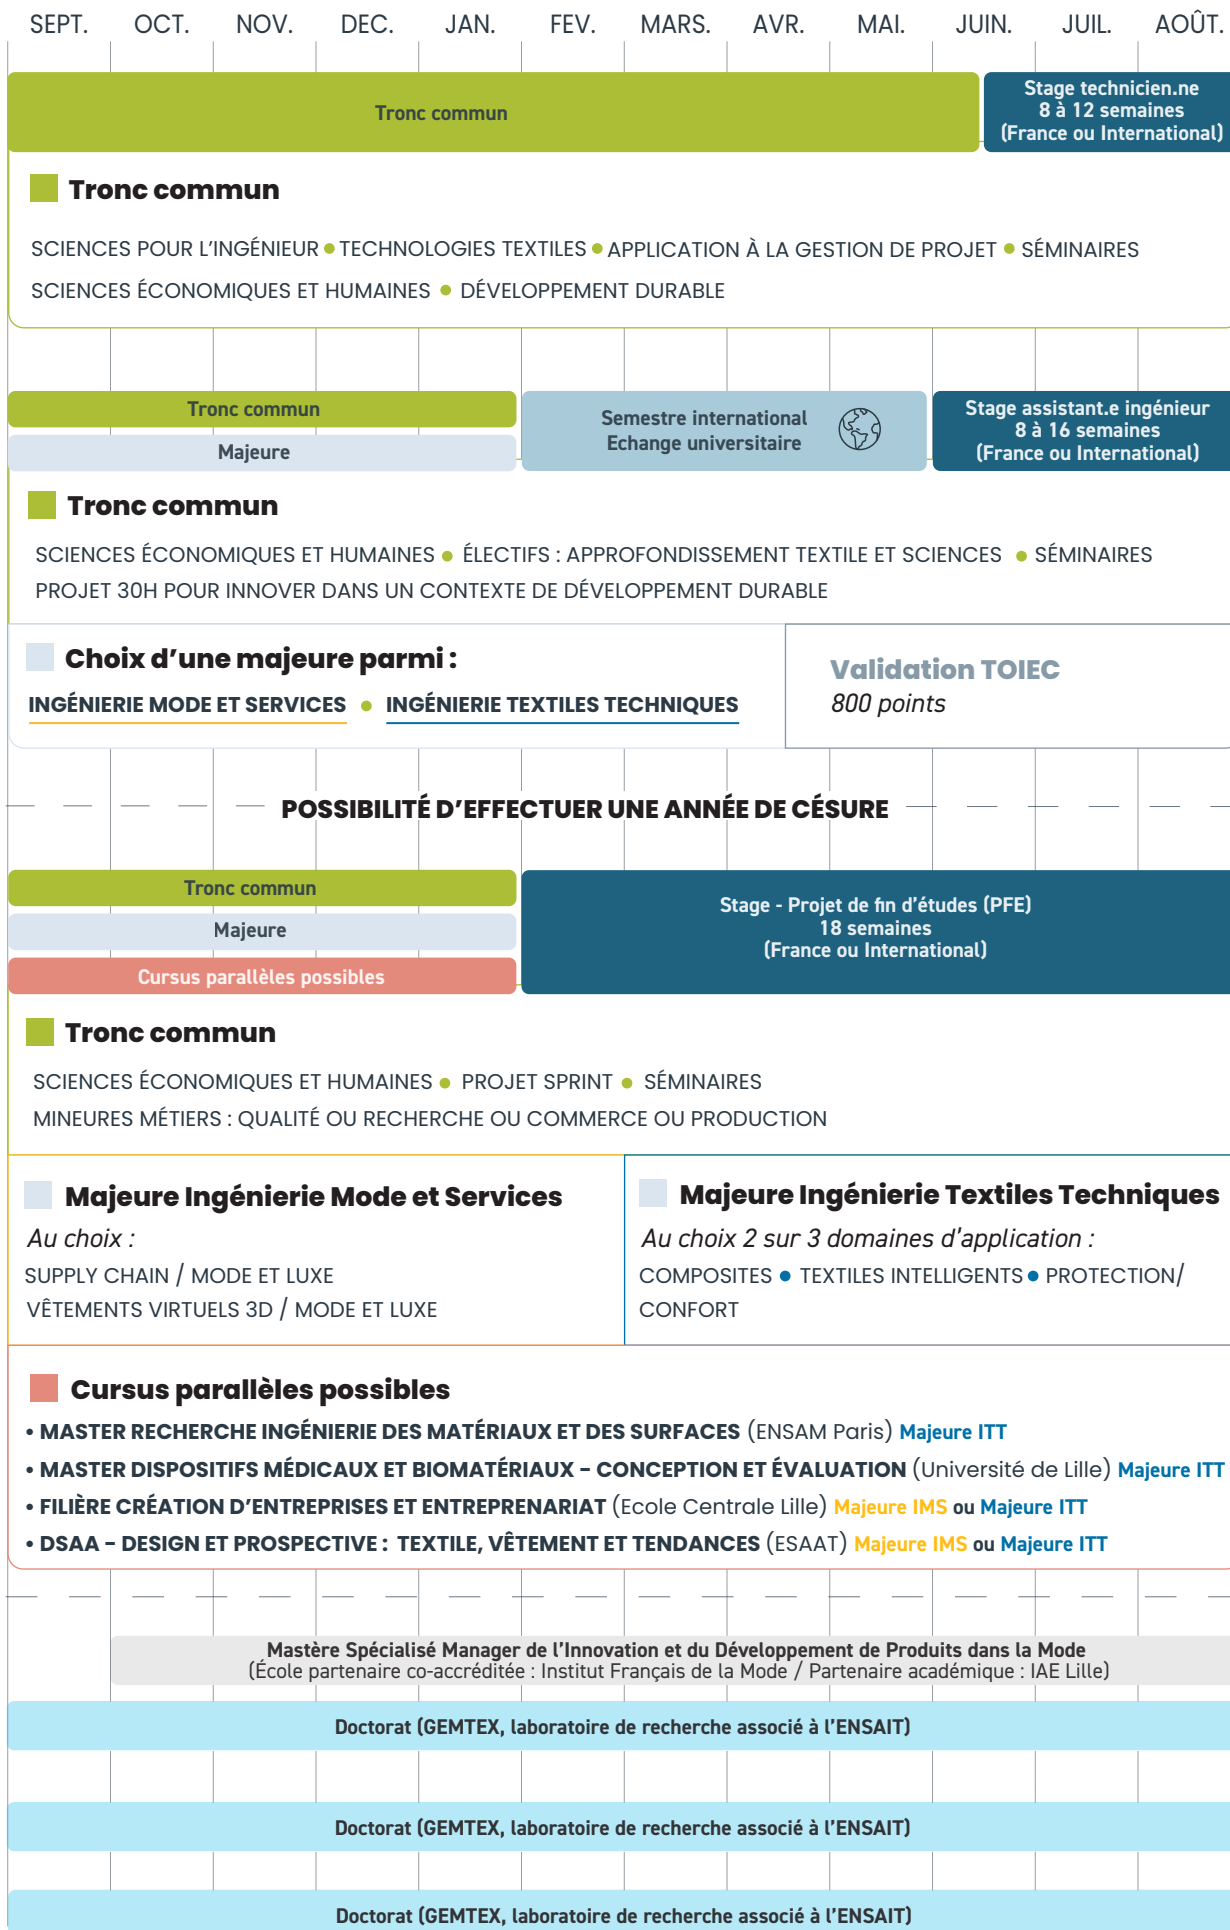 SEPT. OCT. NOV. DEC. JAN. FEV. MARS. AVR. MAI. JUIN. JUIL. AOÛT.
Tronc commun
Stage technicien.ne
8 à 12 semaines
(France ou International)
Tronc commun
SCIENCES POUR L'INGÉNIEUR • TECHNOLOGIES TEXTILES • APPLICATION À LA GESTION DE PROJET • SÉMINAIRES
SCIENCES ÉCONOMIQUES ET HUMAINES • DÉVELOPPEMENT DURABLE
Tronc commun
Majeure
Semestre international
Echange universitaire
Stage assistant.e ingénieur
8 à 16 semaines
(France ou International)
Tronc commun
SCIENCES ÉCONOMIQUES ET HUMAINES • ÉLECTIFS : APPROFONDISSEMENT TEXTILE ET SCIENCES • SÉMINAIRES
PROJET 30H POUR INNOVER DANS UN CONTEXTE DE DÉVELOPPEMENT DURABLE
Choix d'une majeure parmi :
INGÉNIERIE MODE ET SERVICES • INGÉNIERIE TEXTILES TECHNIQUES
Validation TOIEC
800 points
POSSIBILITÉ D'EFFECTUER UNE ANNÉE DE CÉSURE
Tronc commun
Majeure
Cursus parallèles possibles
Stage - Projet de fin d'études (PFE)
18 semaines
(France ou International)
Tronc commun
SCIENCES ÉCONOMIQUES ET HUMAINES • PROJET SPRINT • SÉMINAIRES
MINEURES MÉTIERS : QUALITÉ OU RECHERCHE OU COMMERCE OU PRODUCTION
Majeure Ingénierie Mode et Services
Au choix :
SUPPLY CHAIN / MODE ET LUXE
VÊTEMENTS VIRTUELS 3D / MODE ET LUXE
Majeure Ingénierie Textiles Techniques
Au choix 2 sur 3 domaines d'application :
COMPOSITES • TEXTILES INTELLIGENTS • PROTECTION/
CONFORT
Cursus parallèles possibles
• MASTER RECHERCHE INGÉNIERIE DES MATÉRIAUX ET DES SURFACES (ENSAM Paris) Majeure ITT
• MASTER DISPOSITIFS MÉDICAUX ET BIOMATÉRIAUX – CONCEPTION ET ÉVALUATION (Université de Lille) Majeure ITT
• FILIÈRE CRÉATION D'ENTREPRISES ET ENTREPRENARIAT (Ecole Centrale Lille) Majeure IMS ou Majeure ITT
• DSAA – DESIGN ET PROSPECTIVE : TEXTILE, VÊTEMENT ET TENDANCES (ESAAT) Majeure IMS ou Majeure ITT
Mastère Spécialisé Manager de l'Innovation et du Développement de Produits dans la Mode
(École partenaire co-accréditée : Institut Français de la Mode / Partenaire académique : IAE Lille)
Doctorat (GEMTEX, laboratoire de recherche associé à l'ENSAIT)
Doctorat (GEMTEX, laboratoire de recherche associé à l'ENSAIT)
Doctorat (GEMTEX, laboratoire de recherche associé à l'ENSAIT)